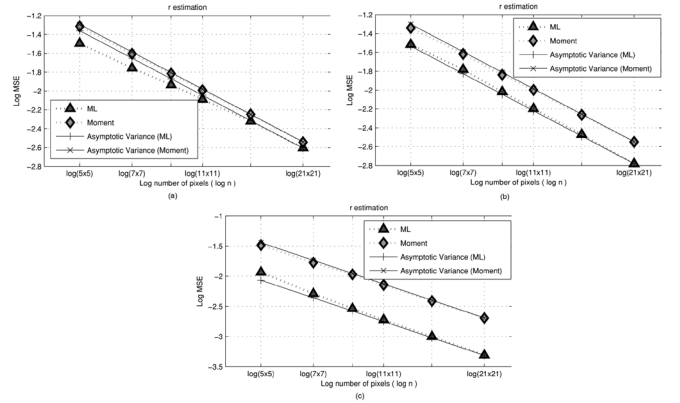 r estimation
−1.2
−1.4
−1.6
−1.8
−2
−2.2
−2.4
−2.6
−2.8
Log MSE
ML
Moment
Asymptotic Variance (ML)
Asymptotic Variance (Moment)
log(5x5)
log(7x7)
log(11x11)
log(21x21)
Log number of pixels ( log n )
(a)
r estimation
−1.2
−1.4
−1.6
−1.8
−2
−2.2
−2.4
−2.6
−2.8
Log MSE
ML
Moment
Asymptotic Variance (ML)
Asymptotic Variance (Moment)
log(5x5)
log(7x7)
log(11x11)
log(21x21)
Log number of pixels ( log n )
(b)
r estimation
−1
−1.5
−2
−2.5
−3
−3.5
Log MSE
ML
Moment
Asymptotic Variance (ML)
Asymptotic Variance (Moment)
log(5x5)
log(7x7)
log(11x11)
log(21x21)
Log number of pixels ( log n )
(c)